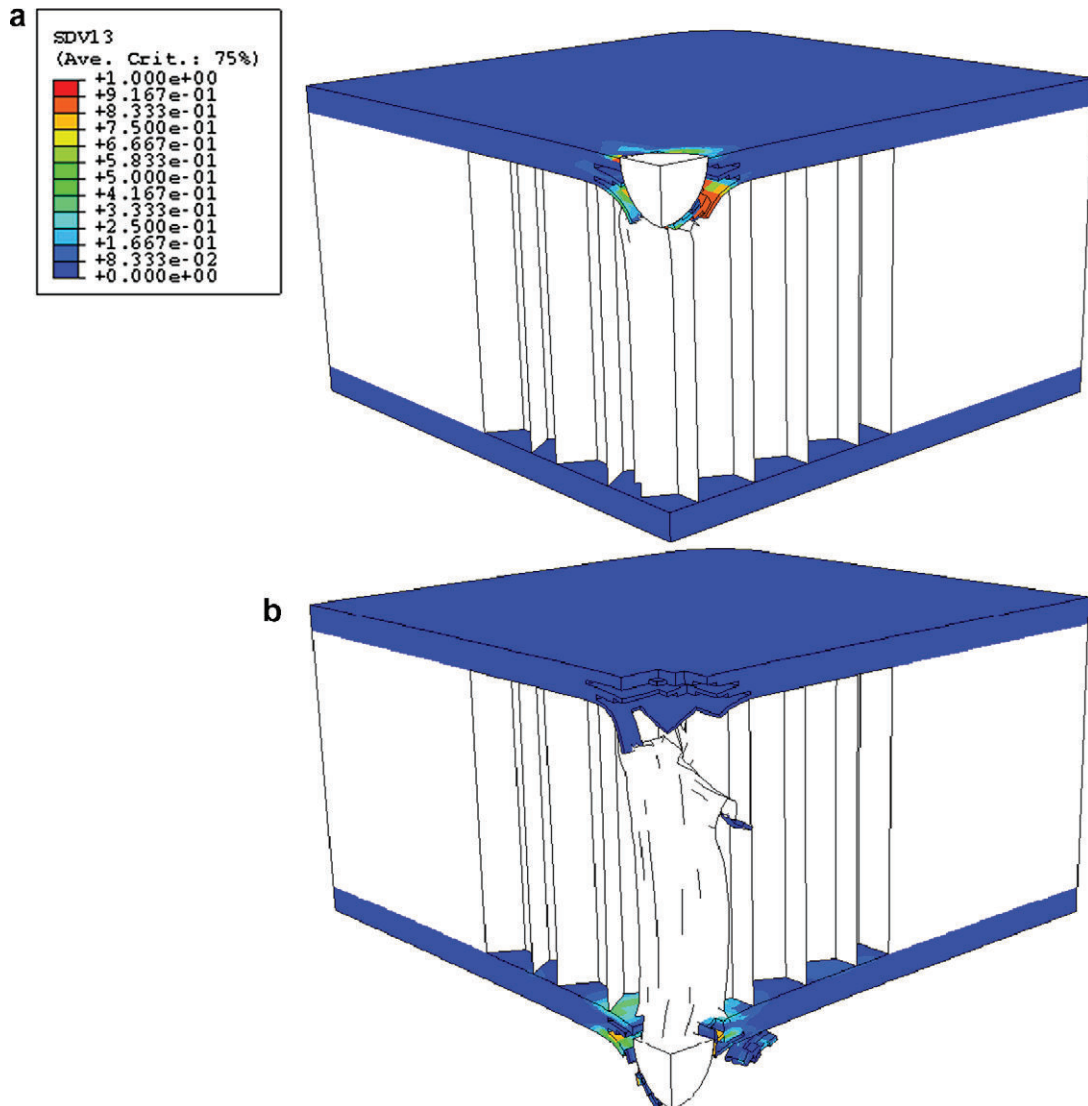 a
SDV13
(Ave. Crit.: 75%)
+1.000e+00
+9.167e-01
+8.333e-01
+7.500e-01
+6.667e-01
+5.833e-01
+5.000e-01
+4.167e-01
+3.333e-01
+2.500e-01
+1.667e-01
+8.333e-02
+0.000e+00
b